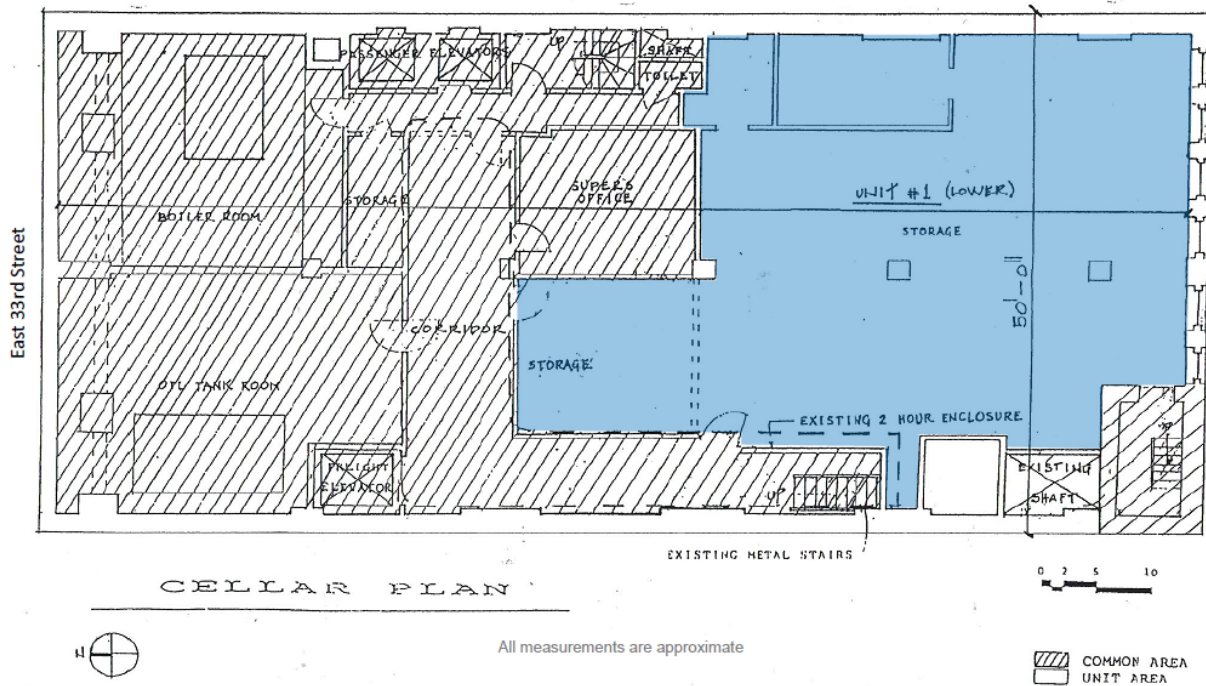 PASSENGER ELEVATORS
UP
SHAFT
TOILET
UNIT #1 (LOWER)
STORAGE
SUPERS
OFFICE
STORAGE
BOILER ROOM
East 33rd Street
50'-0"
CORRIDOR
STORAGE
OIL TANK ROOM
EXISTING 2 HOUR ENCLOSURE
FREIGHT
ELEVATOR
UP
EXISTING
SHAFT
UP
EXISTING METAL STAIRS
CELLAR PLAN
0 2 5 10
N
All measurements are approximate
COMMON AREA
UNIT AREA